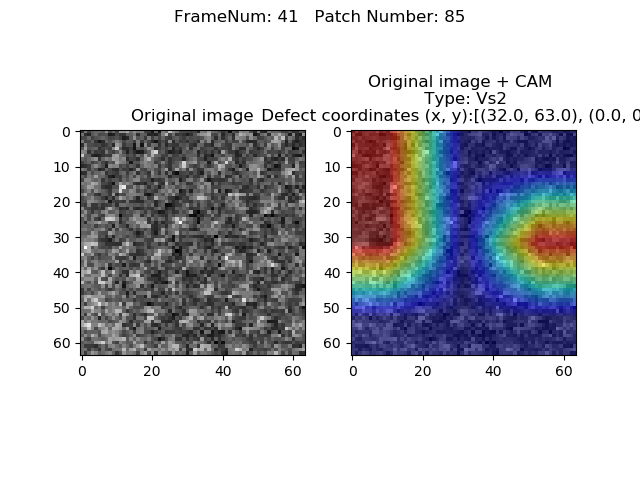 FrameNum: 41   Patch Number: 85
Original image + CAM
Type: Vs2
Original image
Defect coordinates (x, y):[(32.0, 63.0), (0.0, 0
0
10
20
30
40
50
60
0 20 40 60
0
10
20
30
40
50
60
0 20 40 60